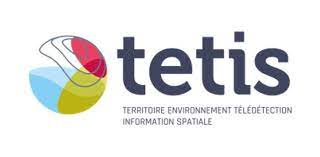 tetis
TERRITOIRE ENVIRONNEMENT TÉLÉDÉTECTION
INFORMATION SPATIALE